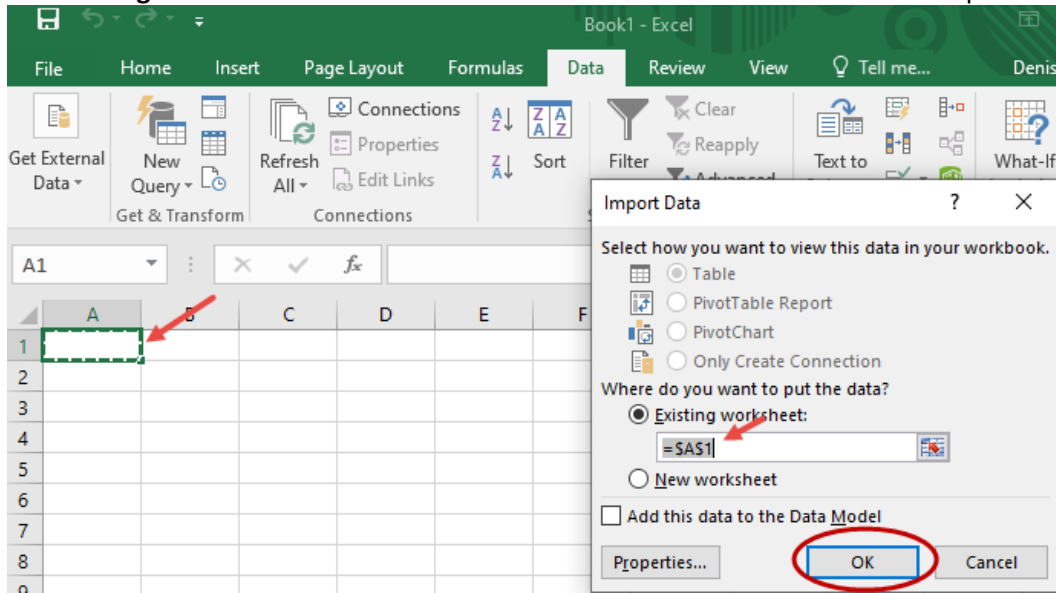 Book1 - Excel
File Home Insert Page Layout Formulas Data Review View Tell me... Denis
Get External Data
New Query
Get & Transform
Refresh All
Connections
Properties
Edit Links
Connections
Sort
Filter
Clear
Reapply
Advanced
Text to
What-If
A1
fx
A B C D E F
1
2
3
4
5
6
7
8
9
Import Data ?
Select how you want to view this data in your workbook.
Table
PivotTable Report
PivotChart
Only Create Connection
Where do you want to put the data?
Existing worksheet:
=$A$1
New worksheet
Add this data to the Data Model
Properties... OK Cancel